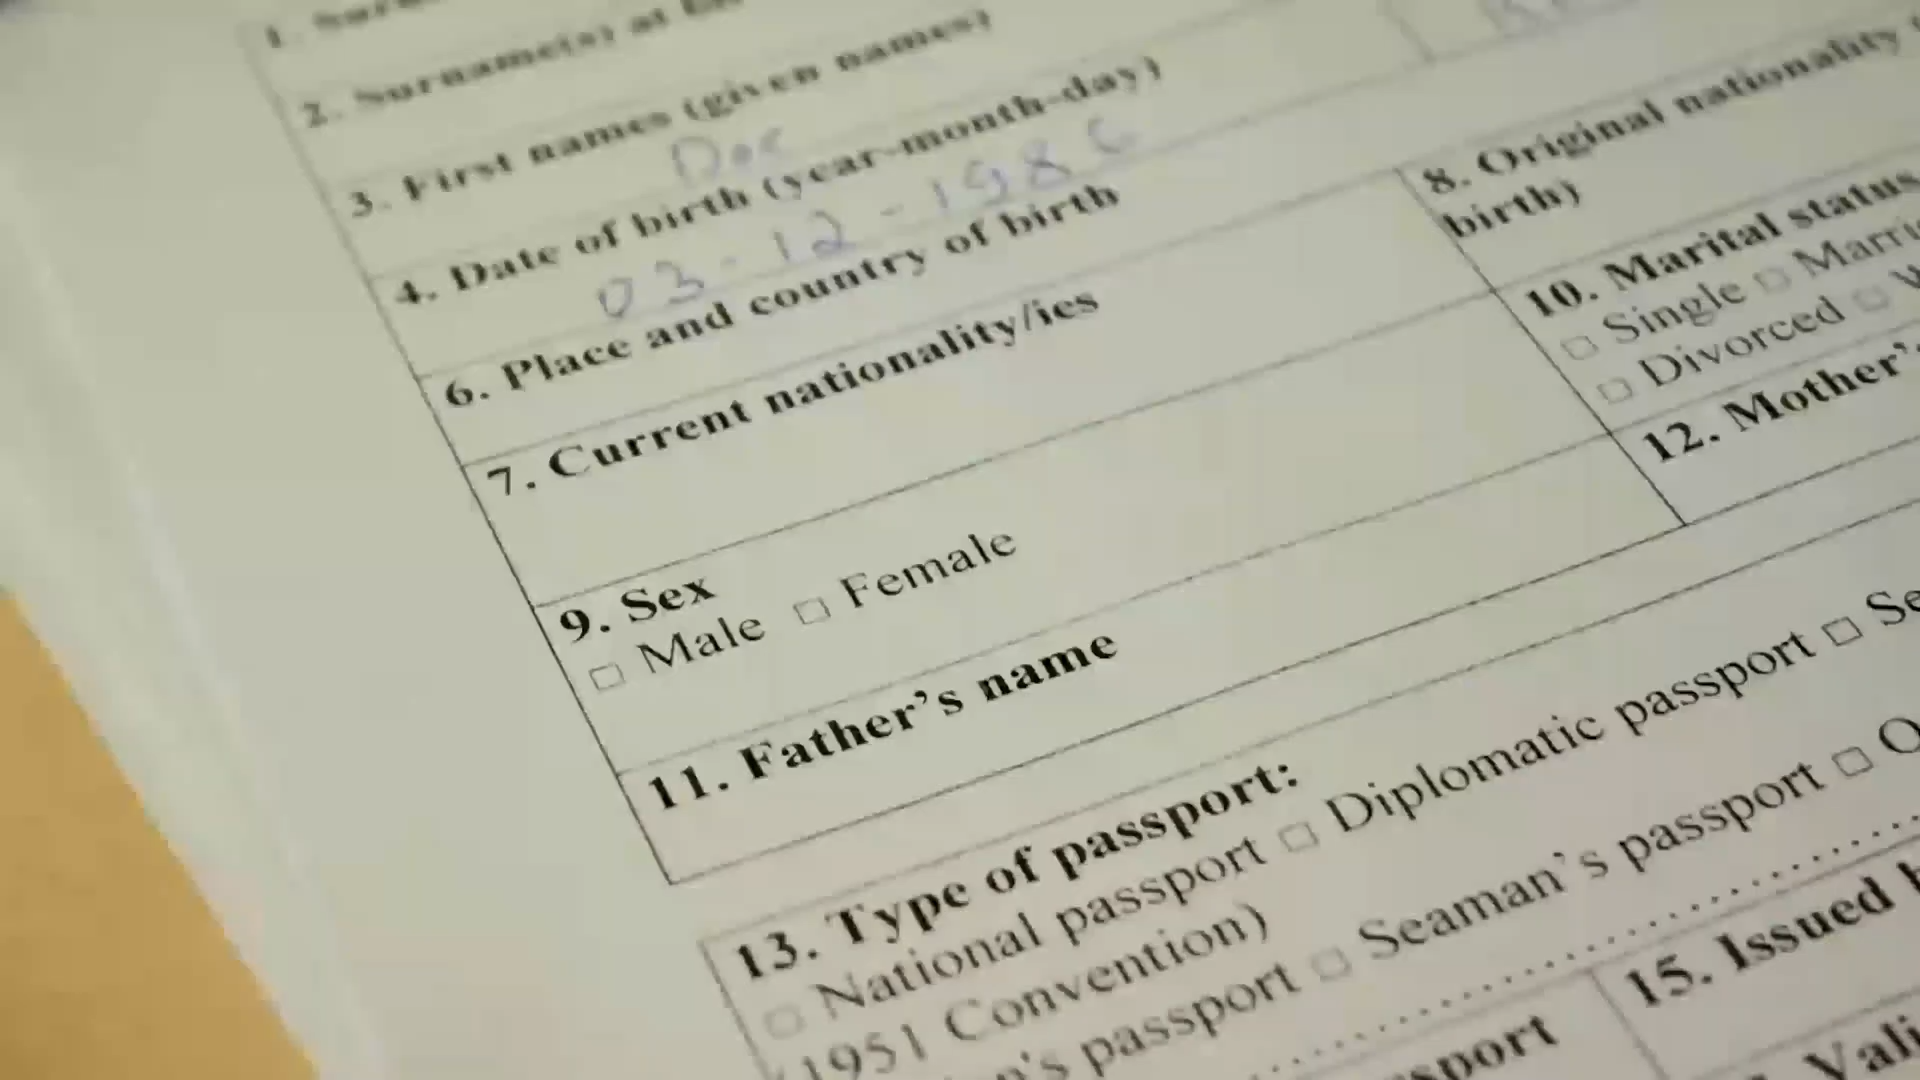 2. Surname(s) at
3. First names (given names)
Doe
4. Date of birth (year-month-day)
03-12-1986
6. Place and country of birth
7. Current nationality/ies
8. Original nationality
birth)
9. Sex
□ Male □ Female
10. Marital status
□ Single □
□ Divorced □
11. Father's name
12. Mother's
13. Type of passport:
□ National passport □ Diplomatic passport □
1951 Convention)
passport □ Seaman's passport □
15. Issued